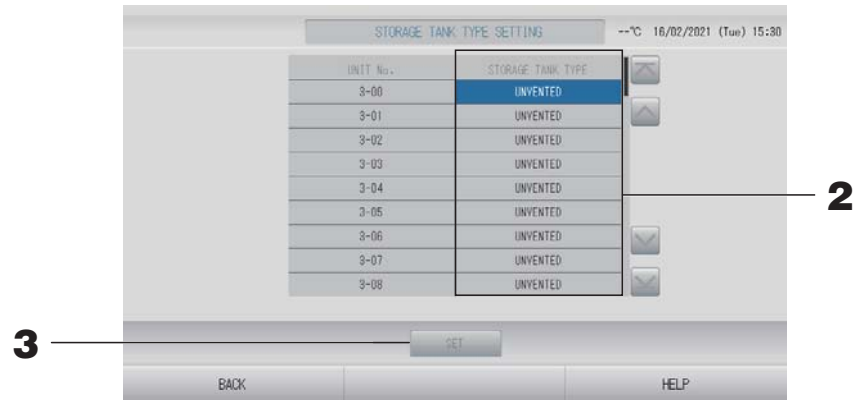 STORAGE TANK TYPE SETTING --°C 16/02/2021 (Tue) 15:30
UNIT No. STORAGE TANK TYPE
3-00 UNVENTED
3-01 UNVENTED
3-02 UNVENTED
3-03 UNVENTED
3-04 UNVENTED
3-05 UNVENTED
3-06 UNVENTED
3-07 UNVENTED
3-08 UNVENTED
2
3
SET
BACK HELP